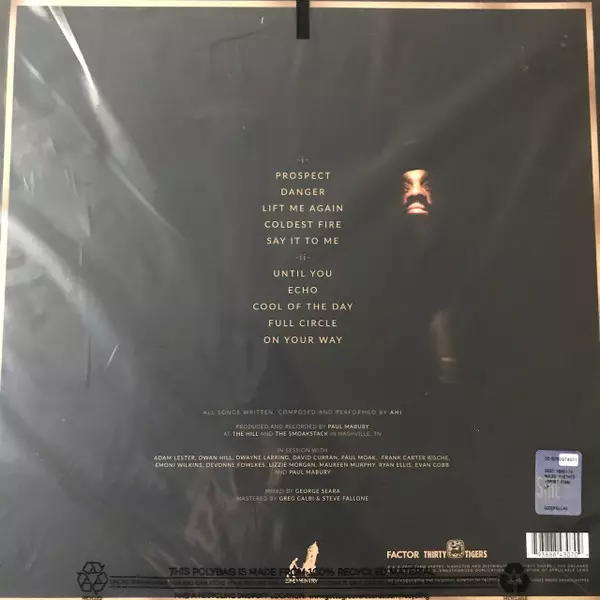 -i-
PROSPECT
DANGER
LIFT ME AGAIN
COLDEST FIRE
SAY IT TO ME
-ii-
UNTIL YOU
ECHO
COOL OF THE DAY
FULL CIRCLE
ON YOUR WAY
ALL SONGS WRITTEN, COMPOSED AND PERFORMED BY AHI
PRODUCED AND RECORDED BY PAUL MABURY
AT THE HILL AND THE SMOAKSTACK IN NASHVILLE, TN
IN SESSION WITH
ADAM LESTER, OWAN HILL, DWAYNE LARRING, DAVID CURRAN, PAUL MOAK, FRANK CARTER RISCHE,
EMONI WILKINS, DEVONNE FOWLKES, LIZZIE MORGAN, MAUREEN MURPHY, RYAN ELLIS, EVAN COBB
and PAUL MABURY
MIXED BY GEORGE SEARA
MASTERED BY GREG CALBI & STEVE FALLONE
22ND SENTRY
FACTOR THIRTY TIGERS
THIS POLYBAG IS MADE FROM 100% RECYCLED MATERIAL